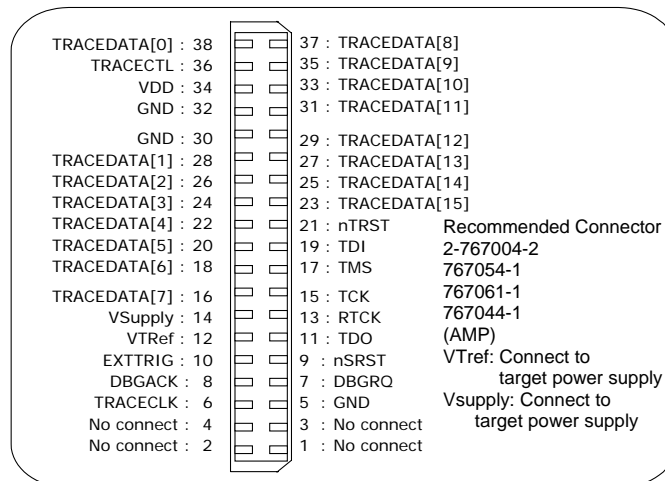 TRACEDATA[0] : 38
TRACECTL : 36
VDD : 34
GND : 32
GND : 30
TRACEDATA[1] : 28
TRACEDATA[2] : 26
TRACEDATA[3] : 24
TRACEDATA[4] : 22
TRACEDATA[5] : 20
TRACEDATA[6] : 18
TRACEDATA[7] : 16
VSupply : 14
VTRef : 12
EXTTRIG : 10
DBGACK : 8
TRACECLK : 6
No connect : 4
No connect : 2
37 : TRACEDATA[8]
35 : TRACEDATA[9]
33 : TRACEDATA[10]
31 : TRACEDATA[11]
29 : TRACEDATA[12]
27 : TRACEDATA[13]
25 : TRACEDATA[14]
23 : TRACEDATA[15]
21 : nTRST
19 : TDI
17 : TMS
15 : TCK
13 : RTCK
11 : TDO
9 : nSRST
7 : DBGRQ
5 : GND
3 : No connect
1 : No connect
Recommended Connector
2-767004-2
767054-1
767061-1
767044-1
(AMP)
VTref: Connect to
target power supply
Vsupply: Connect to
target power supply